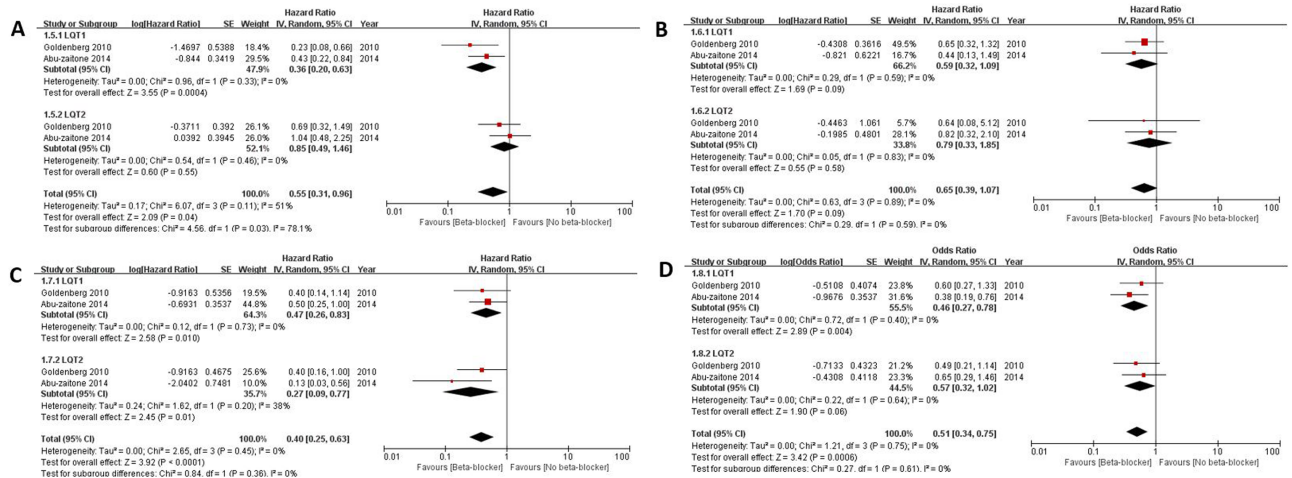 A
Hazard Ratio Hazard Ratio
Study or Subgroup log[Hazard Ratio] SE Weight IV, Random, 95% CI Year IV, Random, 95% CI
1.5.1 LQT1
Goldenberg 2010 -1.4697 0.5388 18.4% 0.23 [0.08, 0.66] 2010
Abu-zaitone 2014 -0.844 0.3419 29.5% 0.43 [0.22, 0.84] 2014
Subtotal (95% CI) 47.9% 0.36 [0.20, 0.63]
Heterogeneity: Tau² = 0.00; Chi² = 0.96, df = 1 (P = 0.33); I² = 0%
Test for overall effect: Z = 3.55 (P = 0.0004)
1.5.2 LQT2
Goldenberg 2010 -0.3711 0.392 26.1% 0.69 [0.32, 1.49] 2010
Abu-zaitone 2014 0.0392 0.3945 26.0% 1.04 [0.48, 2.25] 2014
Subtotal (95% CI) 52.1% 0.85 [0.49, 1.46]
Heterogeneity: Tau² = 0.00; Chi² = 0.54, df = 1 (P = 0.46); I² = 0%
Test for overall effect: Z = 0.60 (P = 0.55)
Total (95% CI) 100.0% 0.55 [0.31, 0.96]
Heterogeneity: Tau² = 0.17; Chi² = 6.07, df = 3 (P = 0.11); I² = 51%
Test for overall effect: Z = 2.09 (P = 0.04)
Test for subgroup differences: Chi² = 4.56, df = 1 (P = 0.03), I² = 78.1%
0.01 0.1 1 10 100
Favours [Beta-blocker] Favours [No beta-blocker]
B
Hazard Ratio Hazard Ratio
Study or Subgroup log[Hazard Ratio] SE Weight IV, Random, 95% CI Year IV, Random, 95% CI
1.6.1 LQT1
Goldenberg 2010 -0.4308 0.3616 49.5% 0.65 [0.32, 1.32] 2010
Abu-zaitone 2014 -0.821 0.6221 16.7% 0.44 [0.13, 1.49] 2014
Subtotal (95% CI) 66.2% 0.59 [0.32, 1.09]
Heterogeneity: Tau² = 0.00; Chi² = 0.29, df = 1 (P = 0.59); I² = 0%
Test for overall effect: Z = 1.69 (P = 0.09)
1.6.2 LQT2
Goldenberg 2010 -0.4463 1.061 5.7% 0.64 [0.08, 5.12] 2010
Abu-zaitone 2014 -0.1985 0.4801 28.1% 0.82 [0.32, 2.10] 2014
Subtotal (95% CI) 33.8% 0.79 [0.33, 1.85]
Heterogeneity: Tau² = 0.00; Chi² = 0.05, df = 1 (P = 0.83); I² = 0%
Test for overall effect: Z = 0.55 (P = 0.58)
Total (95% CI) 100.0% 0.65 [0.39, 1.07]
Heterogeneity: Tau² = 0.00; Chi² = 0.63, df = 3 (P = 0.89); I² = 0%
Test for overall effect: Z = 1.70 (P = 0.09)
Test for subgroup differences: Chi² = 0.29, df = 1 (P = 0.59), I² = 0%
0.01 0.1 1 10 100
Favours [Beta-blocker] Favours [No beta-blocker]
C
Hazard Ratio Hazard Ratio
Study or Subgroup log[Hazard Ratio] SE Weight IV, Random, 95% CI Year IV, Random, 95% CI
1.7.1 LQT1
Goldenberg 2010 -0.9163 0.5356 19.5% 0.40 [0.14, 1.14] 2010
Abu-zaitone 2014 -0.6931 0.3537 44.8% 0.50 [0.25, 1.00] 2014
Subtotal (95% CI) 64.3% 0.47 [0.26, 0.83]
Heterogeneity: Tau² = 0.00; Chi² = 0.12, df = 1 (P = 0.73); I² = 0%
Test for overall effect: Z = 2.58 (P = 0.010)
1.7.2 LQT2
Goldenberg 2010 -0.9163 0.4675 25.6% 0.40 [0.16, 1.00] 2010
Abu-zaitone 2014 -2.0402 0.7481 10.0% 0.13 [0.03, 0.56] 2014
Subtotal (95% CI) 35.7% 0.27 [0.09, 0.77]
Heterogeneity: Tau² = 0.24; Chi² = 1.62, df = 1 (P = 0.20); I² = 38%
Test for overall effect: Z = 2.45 (P = 0.01)
Total (95% CI) 100.0% 0.40 [0.25, 0.63]
Heterogeneity: Tau² = 0.00; Chi² = 2.65, df = 3 (P = 0.45); I² = 0%
Test for overall effect: Z = 3.92 (P < 0.0001)
Test for subgroup differences: Chi² = 0.84, df = 1 (P = 0.36), I² = 0%
0.01 0.1 1 10 100
Favours [Beta-blocker] Favours [No beta-blocker]
D
Odds Ratio Odds Ratio
Study or Subgroup log[Odds Ratio] SE Weight IV, Random, 95% CI Year IV, Random, 95% CI
1.8.1 LQT1
Goldenberg 2010 -0.5108 0.4074 23.8% 0.60 [0.27, 1.33] 2010
Abu-zaitone 2014 -0.9676 0.3537 31.6% 0.38 [0.19, 0.76] 2014
Subtotal (95% CI) 55.5% 0.46 [0.27, 0.78]
Heterogeneity: Tau² = 0.00; Chi² = 0.72, df = 1 (P = 0.40); I² = 0%
Test for overall effect: Z = 2.89 (P = 0.004)
1.8.2 LQT2
Goldenberg 2010 -0.7133 0.4323 21.2% 0.49 [0.21, 1.14] 2010
Abu-zaitone 2014 -0.4308 0.4118 23.3% 0.65 [0.29, 1.46] 2014
Subtotal (95% CI) 44.5% 0.57 [0.32, 1.02]
Heterogeneity: Tau² = 0.00; Chi² = 0.22, df = 1 (P = 0.64); I² = 0%
Test for overall effect: Z = 1.90 (P = 0.06)
Total (95% CI) 100.0% 0.51 [0.34, 0.75]
Heterogeneity: Tau² = 0.00; Chi² = 1.21, df = 3 (P = 0.75); I² = 0%
Test for overall effect: Z = 3.42 (P = 0.0006)
Test for subgroup differences: Chi² = 0.27, df = 1 (P = 0.61), I² = 0%
0.01 0.1 1 10 100
Favours [Beta-blocker] Favours [No beta-blocker]